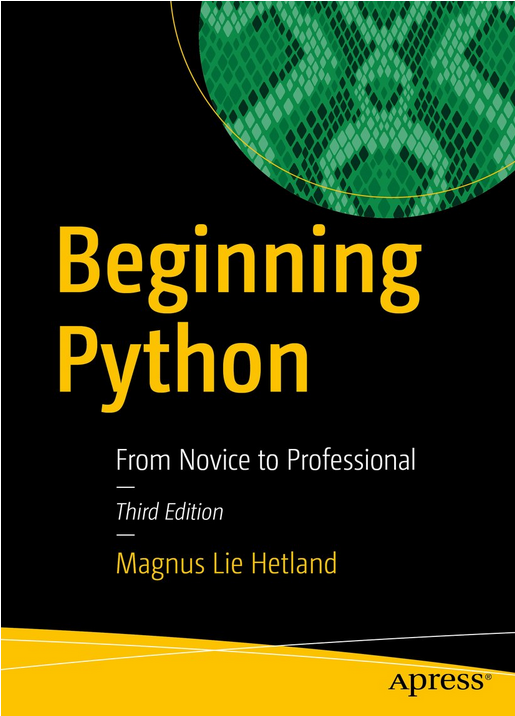 Beginning
Python
From Novice to Professional
—
Third Edition
—
Magnus Lie Hetland
Apress®